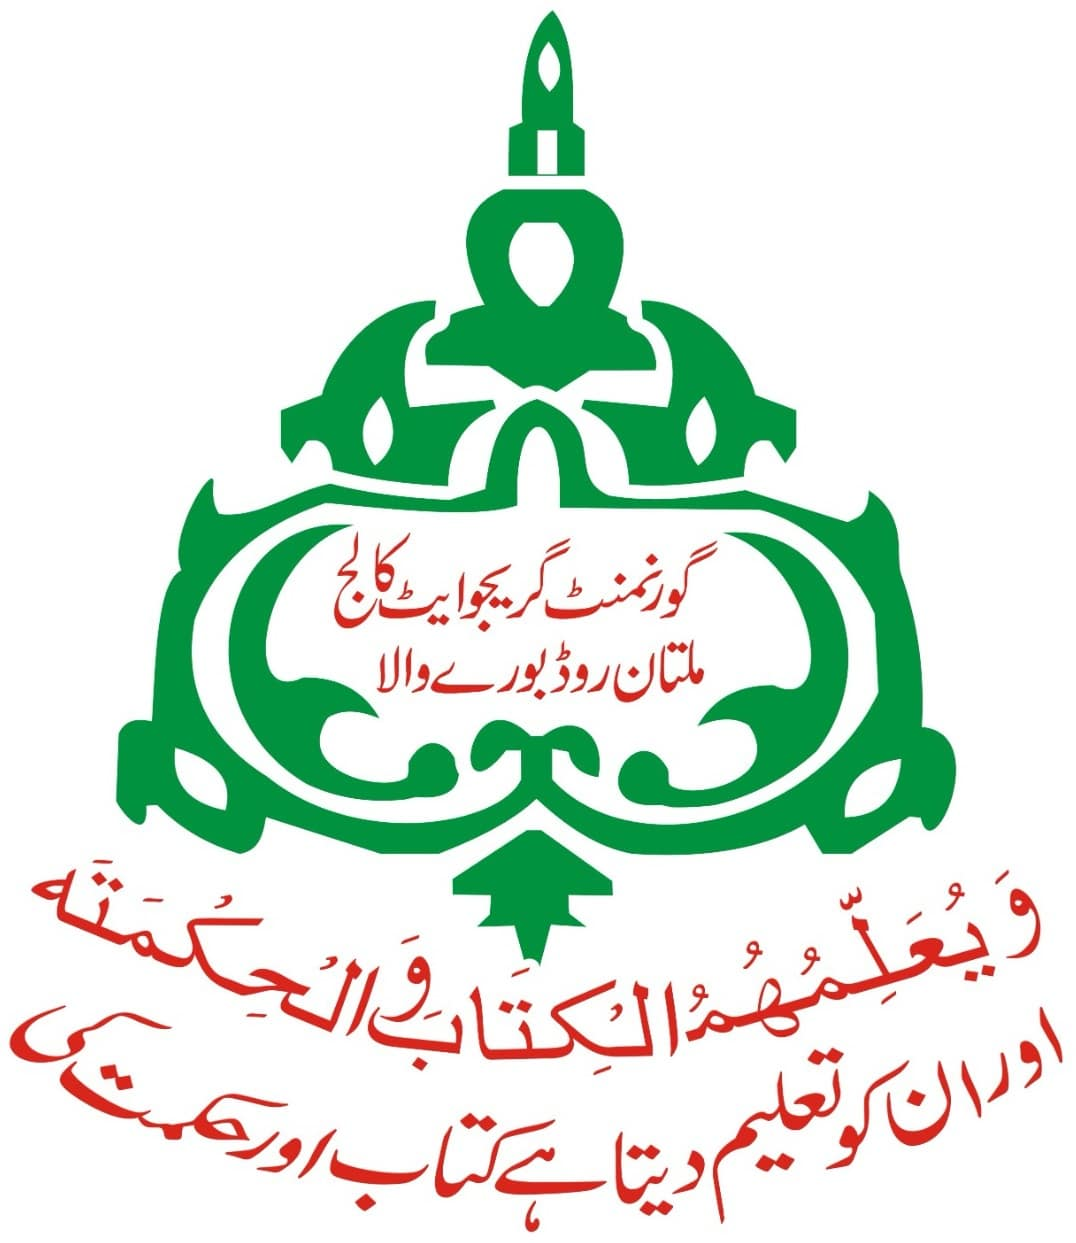 گورنمنٹ گریجوایٹ کالج
ملتان روڈ بورے والا
وَيُعَلِّمُهُمُ الْكِتَابَ وَالْحِكْمَتَه
اور ان کو تعلیم دیتا ہے کتاب اور حکمت کی